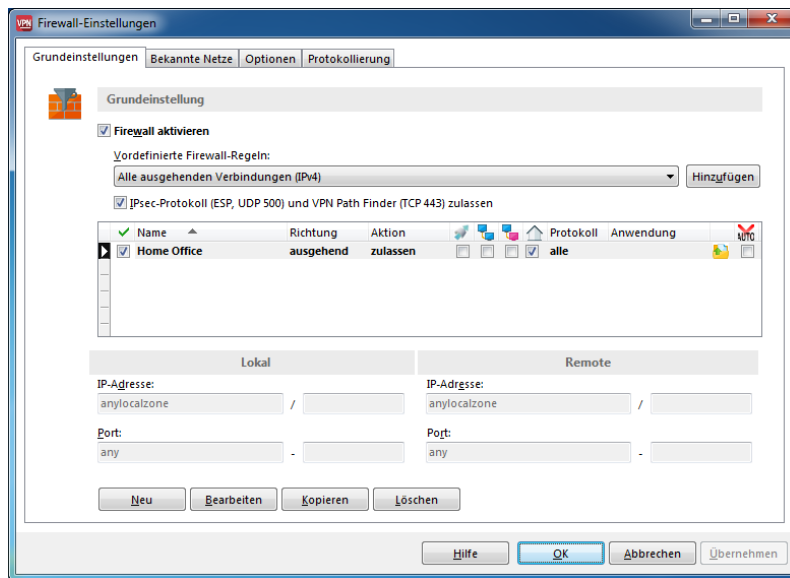 VPN Firewall-Einstellungen
Grundeinstellungen Bekannte Netze Optionen Protokollierung
Grundeinstellung
Firewall aktivieren
Vordefinierte Firewall-Regeln:
Alle ausgehenden Verbindungen (IPv4) Hinzufügen
IPsec-Protokoll (ESP, UDP 500) und VPN Path Finder (TCP 443) zulassen
Name Richtung Aktion Protokoll Anwendung AUTO
Home Office ausgehend zulassen alle
Lokal Remote
IP-Adresse: IP-Adresse:
anylocalzone / anylocalzone /
Port: Port:
any - any -
Neu Bearbeiten Kopieren Löschen
Hilfe OK Abbrechen Übernehmen